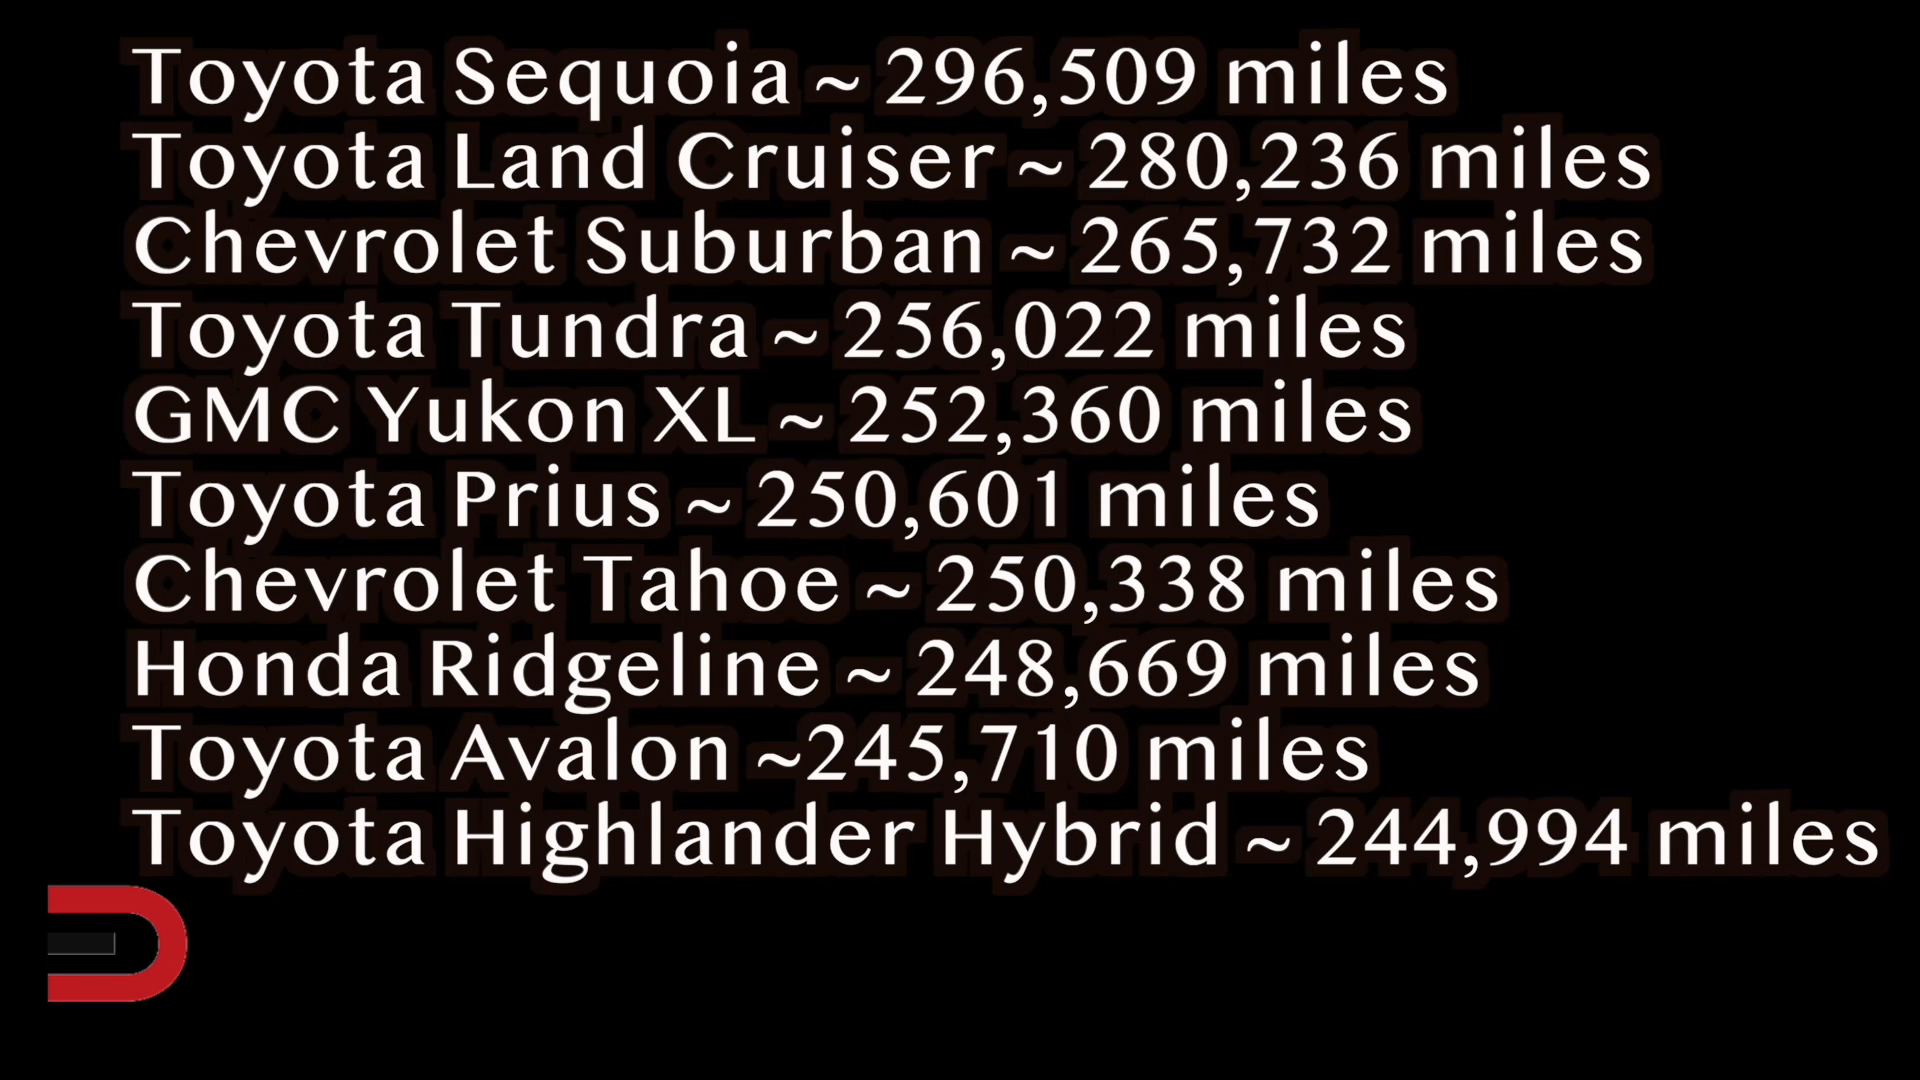 Toyota Sequoia ~ 296,509 miles
Toyota Land Cruiser ~ 280,236 miles
Chevrolet Suburban ~ 265,732 miles
Toyota Tundra ~ 256,022 miles
GMC Yukon XL ~ 252,360 miles
Toyota Prius ~ 250,601 miles
Chevrolet Tahoe ~ 250,338 miles
Honda Ridgeline ~ 248,669 miles
Toyota Avalon ~245,710 miles
Toyota Highlander Hybrid ~ 244,994 miles